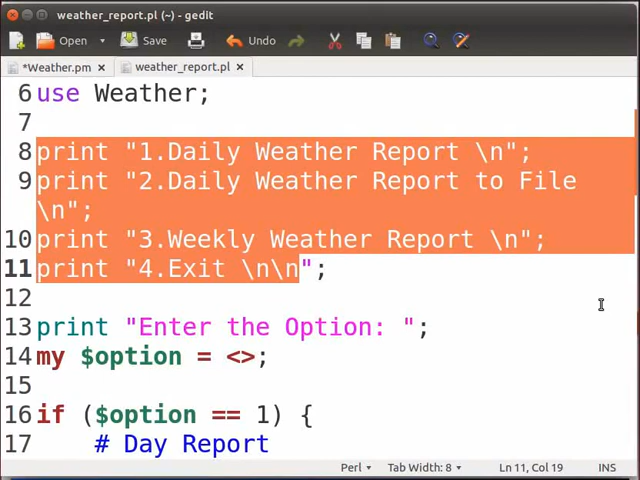 weather_report.pl (~) - gedit
Open Save Undo
*Weather.pm × weather_report.pl ×
6 use Weather;
7
8 print "1.Daily Weather Report \n";
9 print "2.Daily Weather Report to File
\n";
10 print "3.Weekly Weather Report \n";
11 print "4.Exit \n\n";
12
13 print "Enter the Option: ";
14 my $option = <>;
15
16 if ($option == 1) {
17 # Day Report
Perl Tab Width: 8 Ln 11, Col 19 INS